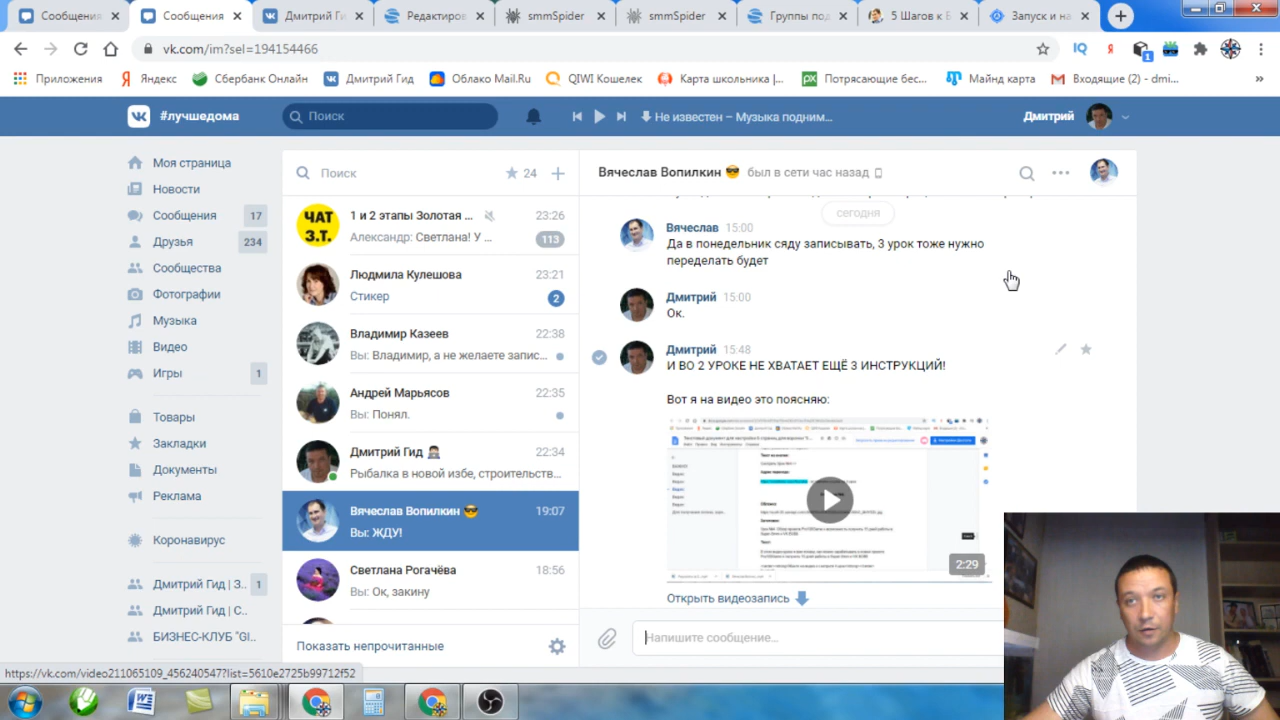 Сообщения
Сообщения
Дмитрий Ги
Редакторов
smmSpider
smmSpider
Группы под
5 Шагов к Б
Запуск и на
vk.com/im?sel=194154466
Приложения
Яндекс
Сбербанк Онлайн
Дмитрий Гид
Облако Mail.Ru
QIWI Кошелек
Карта школьника |...
Потрясающие бес...
Майнд карта
Входящие (2) - dmi...
»
#лучшедома
Поиск
Не известен – Музыка подним...
Дмитрий
Моя страница
Новости
Сообщения 17
Друзья 234
Сообщества
Фотографии
Музыка
Видео
Игры 1
Товары
Закладки
Документы
Реклама
Коронавирус
Дмитрий Гид | З.. 1
Дмитрий Гид | С..
БИЗНЕС-КЛУБ "GI..
Поиск
24
ЧАТ З.Т.
1 и 2 этапы Золотая ... 23:26
Александр: Светлана! У ... 113
Людмила Кулешова 23:21
Стикер 2
Владимир Казеев 22:38
Вы: Владимир, а не желаете запис...
Андрей Марьясов 22:35
Вы: Понял.
Дмитрий Гид 22:34
Рыбалка в новой избе, строительств...
Вячеслав Вопилкин 😎 19:07
Вы: ЖДУ!
Светлана Рогачёва 18:56
Вы: Ок, закину
Показать непрочитанные
Вячеслав Вопилкин 😎 был в сети час назад
сегодня
Вячеслав 15:00
Да в понедельник сяду записывать, 3 урок тоже нужно
переделать будет
Дмитрий 15:00
Ок.
Дмитрий 15:48
И ВО 2 УРОКЕ НЕ ХВАТАЕТ ЕЩЁ 3 ИНСТРУКЦИЙ!
Вот я на видео это поясняю:
2:29
Открыть видеозапись
Напишите сообщение...
https://vk.com/video211065109_456240547?list=5610e2725b99712f52